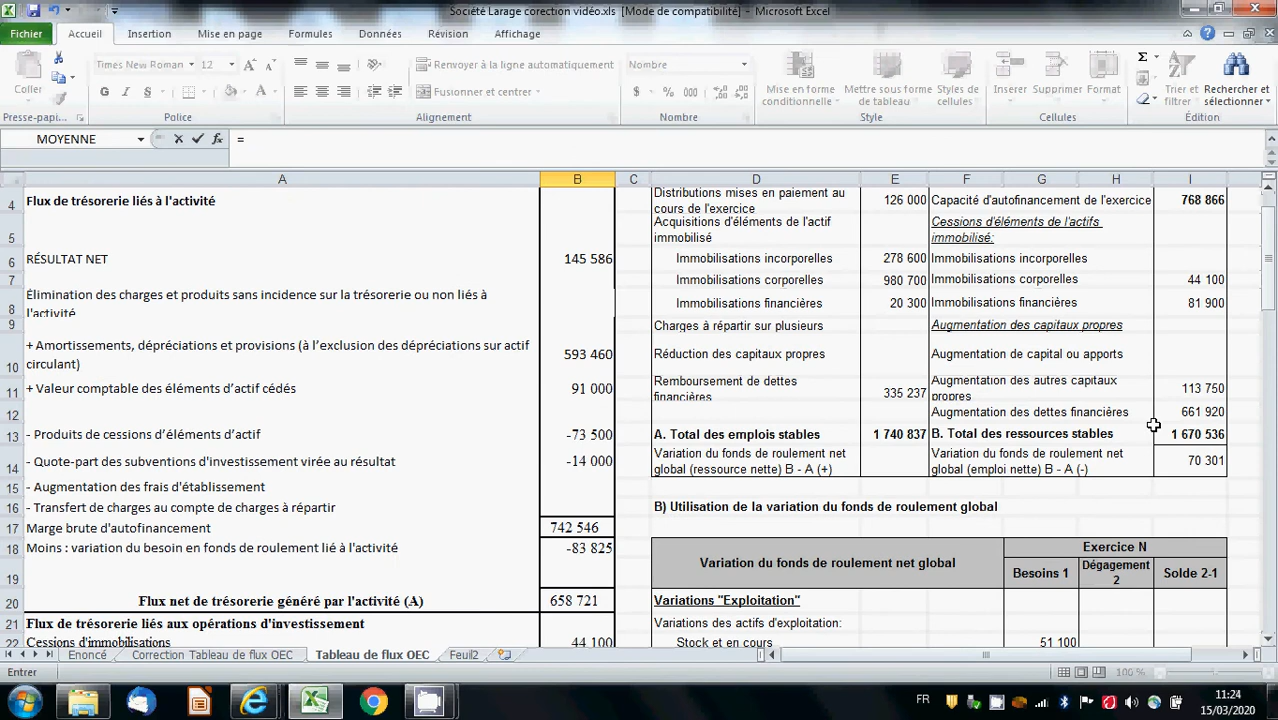 Société Larage corection vidéo.xls [Mode de compatibilité] - Microsoft Excel
Fichier Accueil Insertion Mise en page Formules Données Révision Affichage
Times New Roman 12 Renvoyer à la ligne automatiquement Nombre
Coller G I S Fusionner et centrer $ % 000 Mise en forme conditionnelle Mettre sous forme de tableau Styles de cellules Insérer Supprimer Format Trier et filtrer Rechercher et sélectionner
Presse-papi... Police Alignement Nombre Style Cellules Édition
MOYENNE =
A B C D E F G H I
4 Flux de trésorerie liés à l'activité
5
6 RÉSULTAT NET 145 586
7
8 Élimination des charges et produits sans incidence sur la trésorerie ou non liés à
l'activité
9
10 + Amortissements, dépréciations et provisions (à l'exclusion des dépréciations sur actif
circulant) 593 460
11 + Valeur comptable des éléments d'actif cédés 91 000
12
13 - Produits de cessions d'éléments d'actif -73 500
14 - Quote-part des subventions d'investissement virée au résultat -14 000
15 - Augmentation des frais d'établissement
16 - Transfert de charges au compte de charges à répartir
17 Marge brute d'autofinancement 742 546
18 Moins : variation du besoin en fonds de roulement lié à l'activité -83 825
19
20 Flux net de trésorerie généré par l'activité (A) 658 721
21 Flux de trésorerie liés aux opérations d'investissement
22 Cessions d'immobilisations 44 100
Distributions mises en paiement au
cours de l'exercice 126 000 Capacité d'autofinancement de l'exercice 768 866
Acquisitions d'éléments de l'actif
immobilisé Cessions d'éléments de l'actifs
immobilisé:
Immobilisations incorporelles 278 600 Immobilisations incorporelles
Immobilisations corporelles 980 700 Immobilisations corporelles 44 100
Immobilisations financières 20 300 Immobilisations financières 81 900
Charges à répartir sur plusieurs Augmentation des capitaux propres
Réduction des capitaux propres Augmentation de capital ou apports
Remboursement de dettes
financières 335 237 Augmentation des autres capitaux
propres 113 750
Augmentation des dettes financières 661 920
A. Total des emplois stables 1 740 837 B. Total des ressources stables 1 670 536
Variation du fonds de roulement net
global (ressource nette) B - A (+) Variation du fonds de roulement net
global (emploi nette) B - A (-) 70 301
B) Utilisation de la variation du fonds de roulement global
Variation du fonds de roulement net global Exercice N
Besoins 1 Dégagement
2 Solde 2-1
Variations "Exploitation"
Variations des actifs d'exploitation:
Stock et en cours 51 100
Enoncé Correction Tableau de flux OEC Tableau de flux OEC Feuil2
Entrer 100 %
FR 11:24
15/03/2020